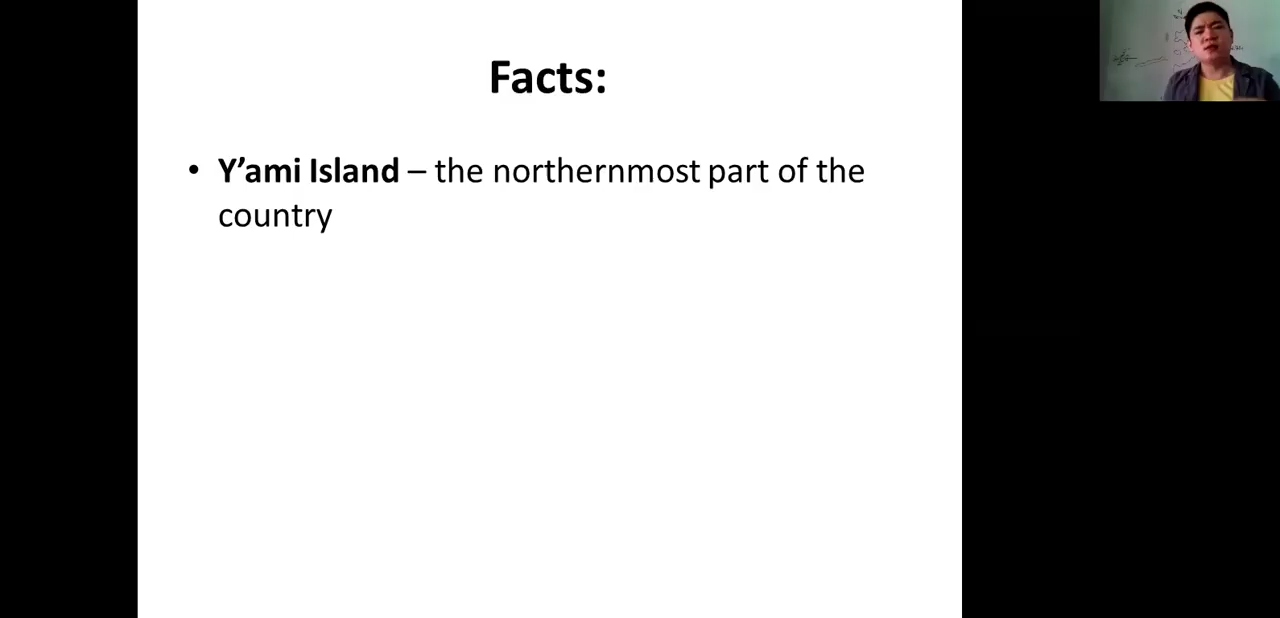 Facts:
• Y’ami Island – the northernmost part of the
country